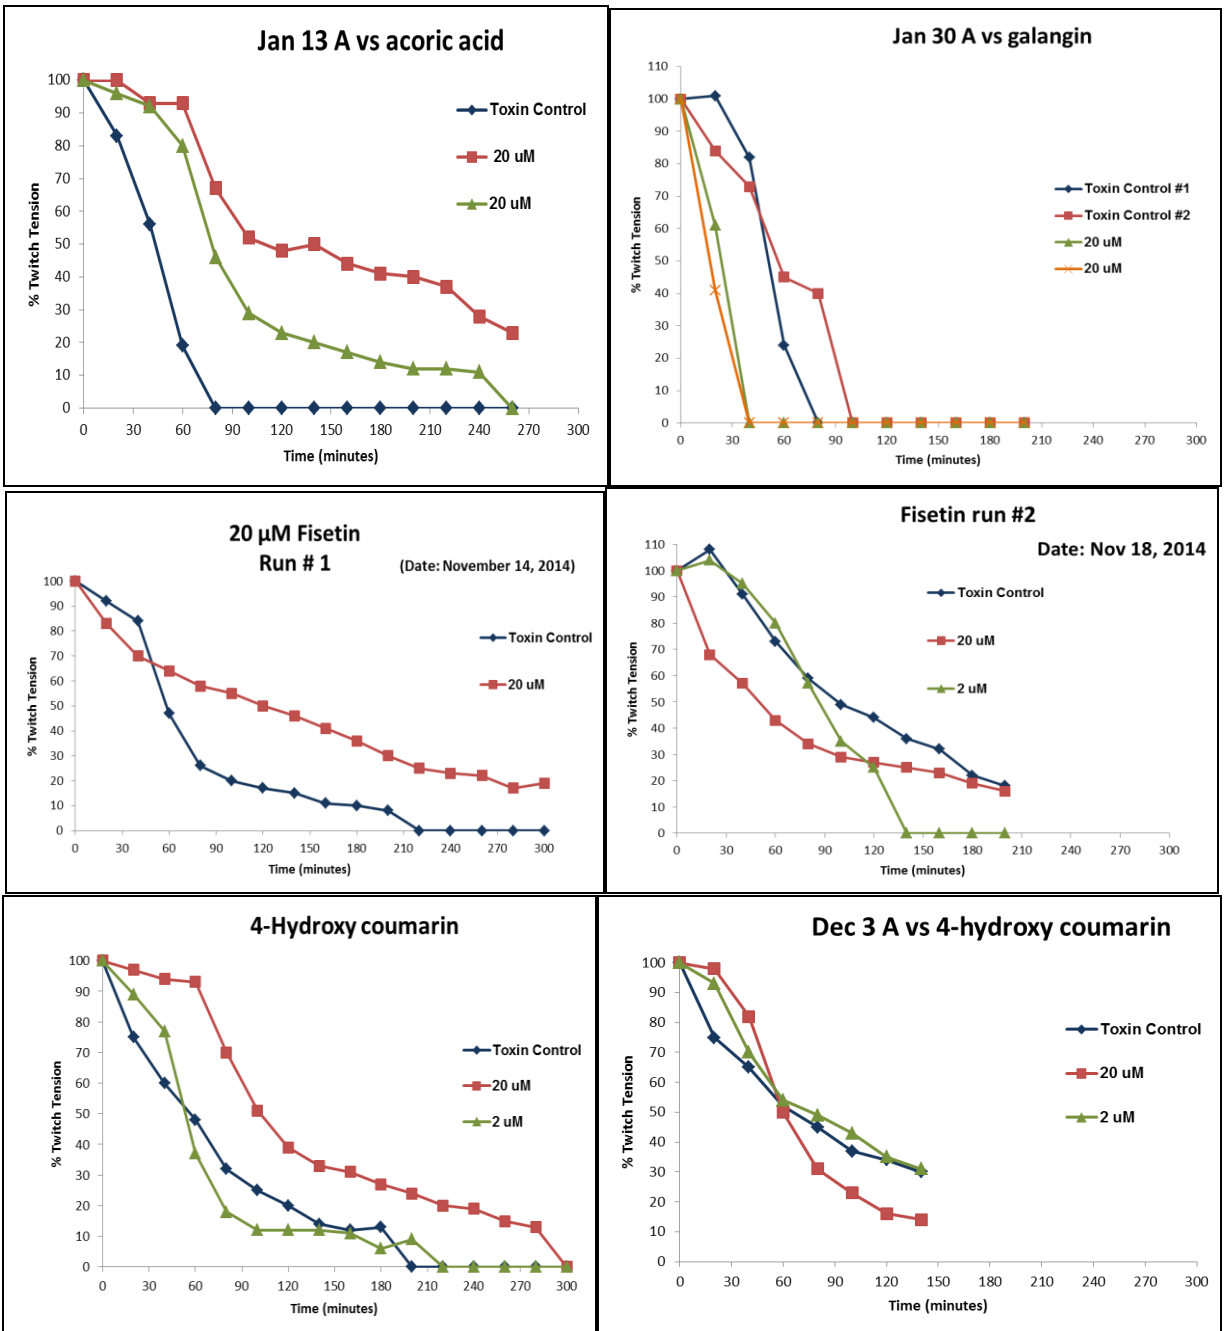 Jan 13 A vs acoric acid
100
90
80
70
60
50
40
30
20
10
0
% Twitch Tension
Toxin Control
20 uM
20 uM
0 30 60 90 120 150 180 210 240 270 300
Time (minutes)
Jan 30 A vs galangin
110
100
90
80
70
60
50
40
30
20
10
0
% Twitch Tension
Toxin Control #1
Toxin Control #2
20 uM
20 uM
0 30 60 90 120 150 180 210 240 270 300
Time (minutes)
20 µM Fisetin
Run # 1
(Date: November 14, 2014)
100
90
80
70
60
50
40
30
20
10
0
% Twitch Tension
Toxin Control
20 uM
0 30 60 90 120 150 180 210 240 270 300
Time (minutes)
Fisetin run #2
Date: Nov 18, 2014
110
100
90
80
70
60
50
40
30
20
10
0
% Twitch Tension
Toxin Control
20 uM
2 uM
0 30 60 90 120 150 180 210 240 270 300
Time (minutes)
4-Hydroxy coumarin
100
90
80
70
60
50
40
30
20
10
0
% Twitch Tension
Toxin Control
20 uM
2 uM
0 30 60 90 120 150 180 210 240 270 300
Time (minutes)
Dec 3 A vs 4-hydroxy coumarin
100
90
80
70
60
50
40
30
20
10
0
% Twitch Tension
Toxin Control
20 uM
2 uM
0 30 60 90 120 150 180 210 240 270 300
Time (minutes)